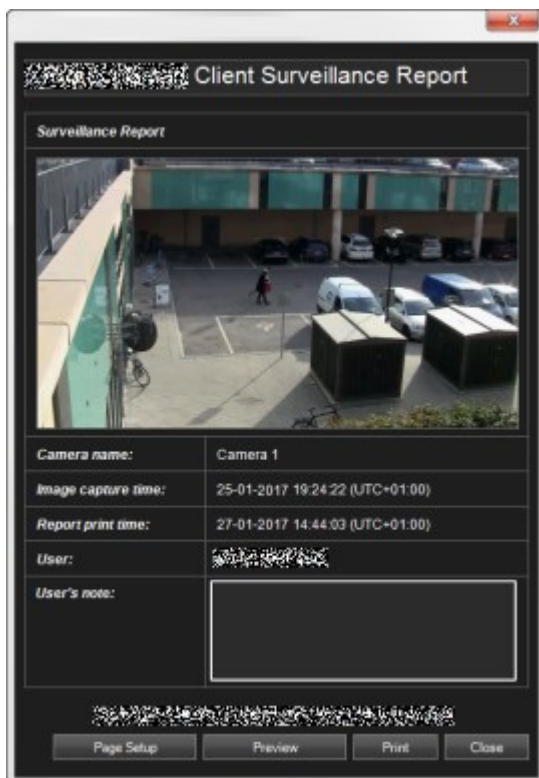 Client Surveillance Report
Surveillance Report
Camera name: Camera 1
Image capture time: 25-01-2017 19:24:22 (UTC+01:00)
Report print time: 27-01-2017 14:44:03 (UTC+01:00)
User:
User's note:
Page Setup Preview Print Close